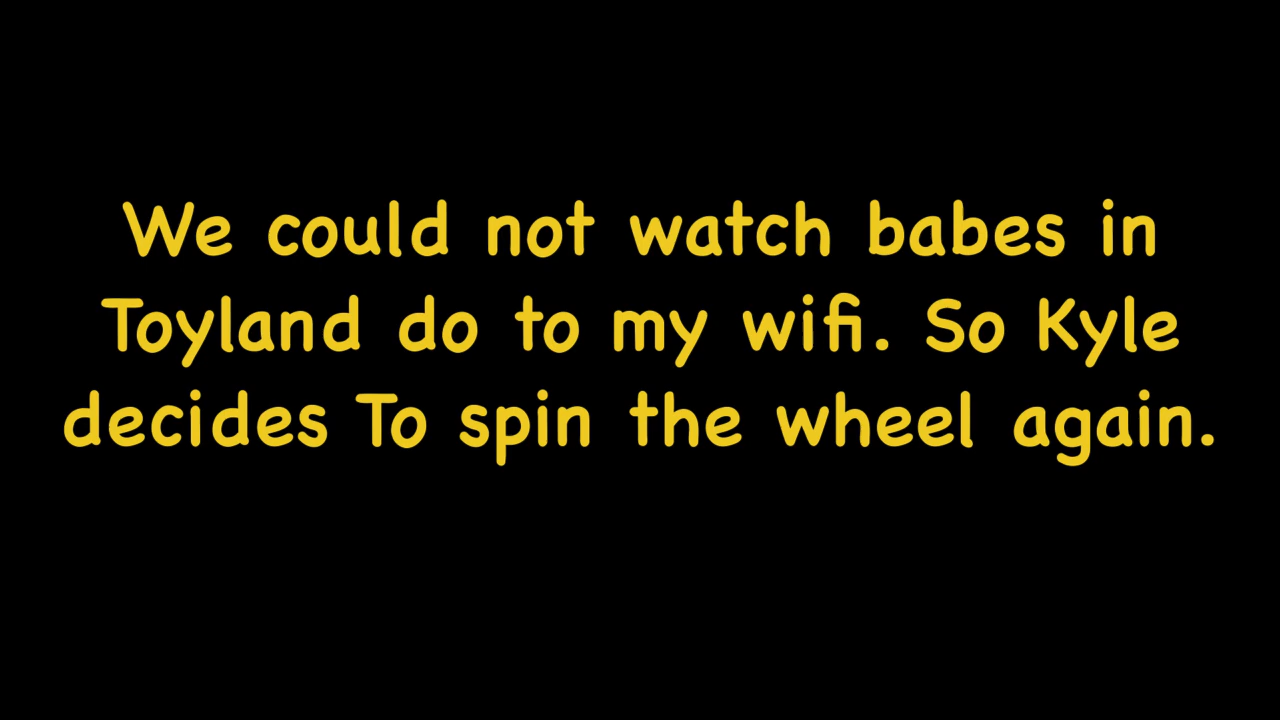 We could not watch babes in
Toyland do to my wifi. So Kyle
decides To spin the wheel again.